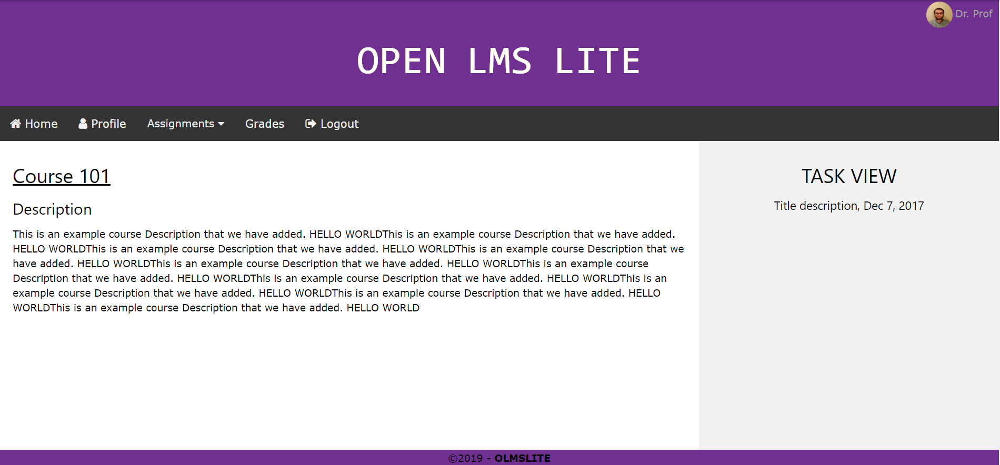 Dr. Prof
OPEN LMS LITE
Home Profile Assignments Grades Logout
Course 101
Description
This is an example course Description that we have added. HELLO WORLDThis is an example course Description that we have added.
HELLO WORLDThis is an example course Description that we have added. HELLO WORLDThis is an example course Description that we
have added. HELLO WORLDThis is an example course Description that we have added. HELLO WORLDThis is an example course
Description that we have added. HELLO WORLDThis is an example course Description that we have added. HELLO WORLDThis is an
example course Description that we have added. HELLO WORLDThis is an example course Description that we have added. HELLO
WORLDThis is an example course Description that we have added. HELLO WORLD
TASK VIEW
Title description, Dec 7, 2017
©2019 - OLMSLITE